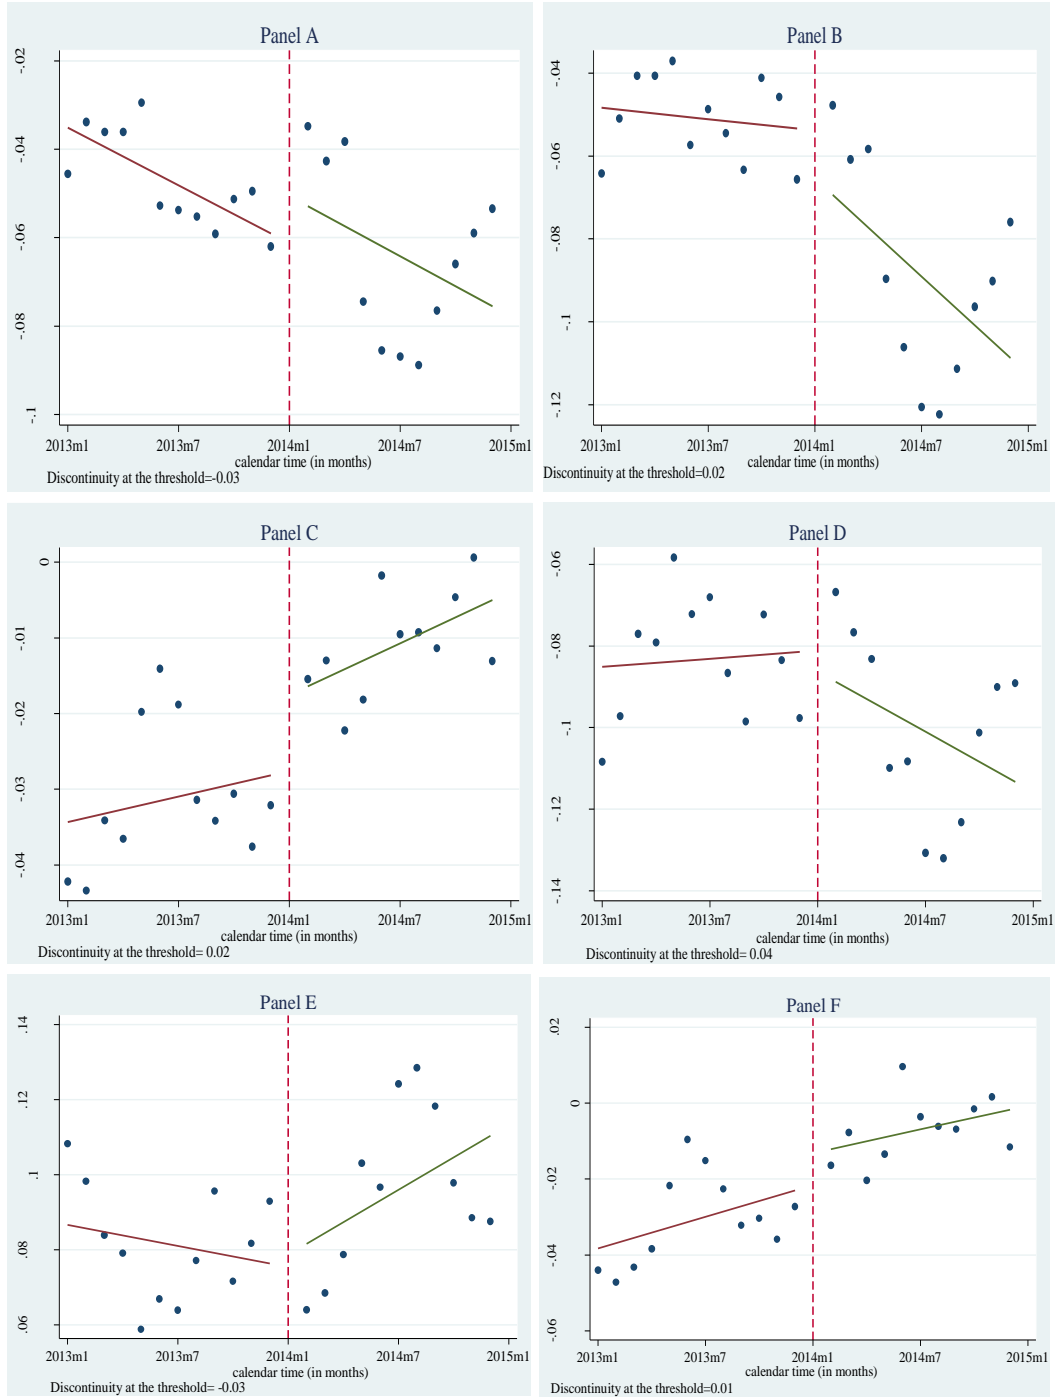 Panel A
-.02
-.04
-.06
-.08
-.1
2013m1 2013m7 2014m1 2014m7 2015m1
calendar time (in months)
Discontinuity at the threshold=-0.03
Panel B
-.04
-.06
-.08
-.1
-.12
2013m1 2013m7 2014m1 2014m7 2015m1
calendar time (in months)
Discontinuity at the threshold=0.02
Panel C
0
-.01
-.02
-.03
-.04
2013m1 2013m7 2014m1 2014m7 2015m1
calendar time (in months)
Discontinuity at the threshold= 0.02
Panel D
-.06
-.08
-.1
-.12
-.14
2013m1 2013m7 2014m1 2014m7 2015m1
calendar time (in months)
Discontinuity at the threshold= 0.04
Panel E
.14
.12
.1
.08
.06
2013m1 2013m7 2014m1 2014m7 2015m1
calendar time (in months)
Discontinuity at the threshold= -0.03
Panel F
.02
0
-.02
-.04
-.06
2013m1 2013m7 2014m1 2014m7 2015m1
calendar time (in months)
Discontinuity at the threshold=0.01